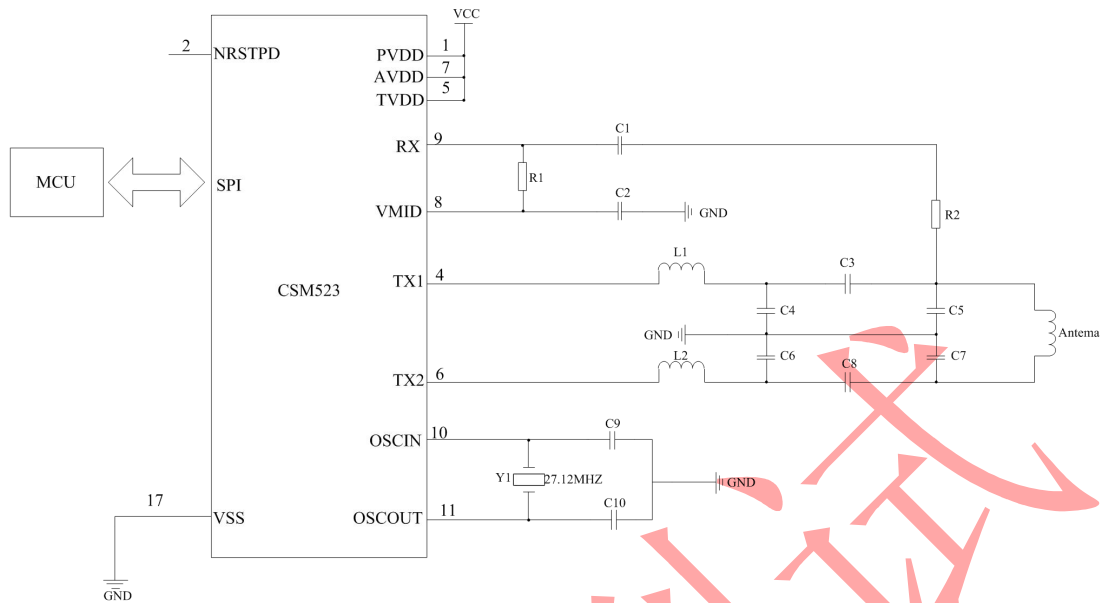 VCC
2 NRSTPD
PVDD 1
AVDD 7
TVDD 5
RX 9
C1
R1
MCU
SPI
C2
VMID 8
GND
R2
L1
C3
TX1 4
CSM523
C4
C5
GND
Antema
L2
C6
C7
C8
TX2 6
OSCIN 10
C9
Y1
27.12MHZ
GND
C10
OSCOUT 11
17
VSS
GND